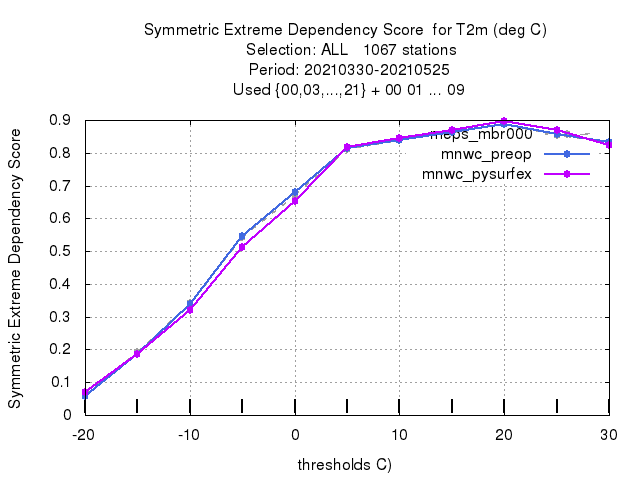 Symmetric Extreme Dependency Score  for T2m (deg C)
Selection: ALL   1067 stations
Period: 20210330-20210525
Used {00,03,...,21} + 00 01 ... 09
Symmetric Extreme Dependency Score
0.9
0.8
0.7
0.6
0.5
0.4
0.3
0.2
0.1
0
meps_mbr000
mnwc_preop
mnwc_pysurfex
-20 -10 0 10 20 30
thresholds C)